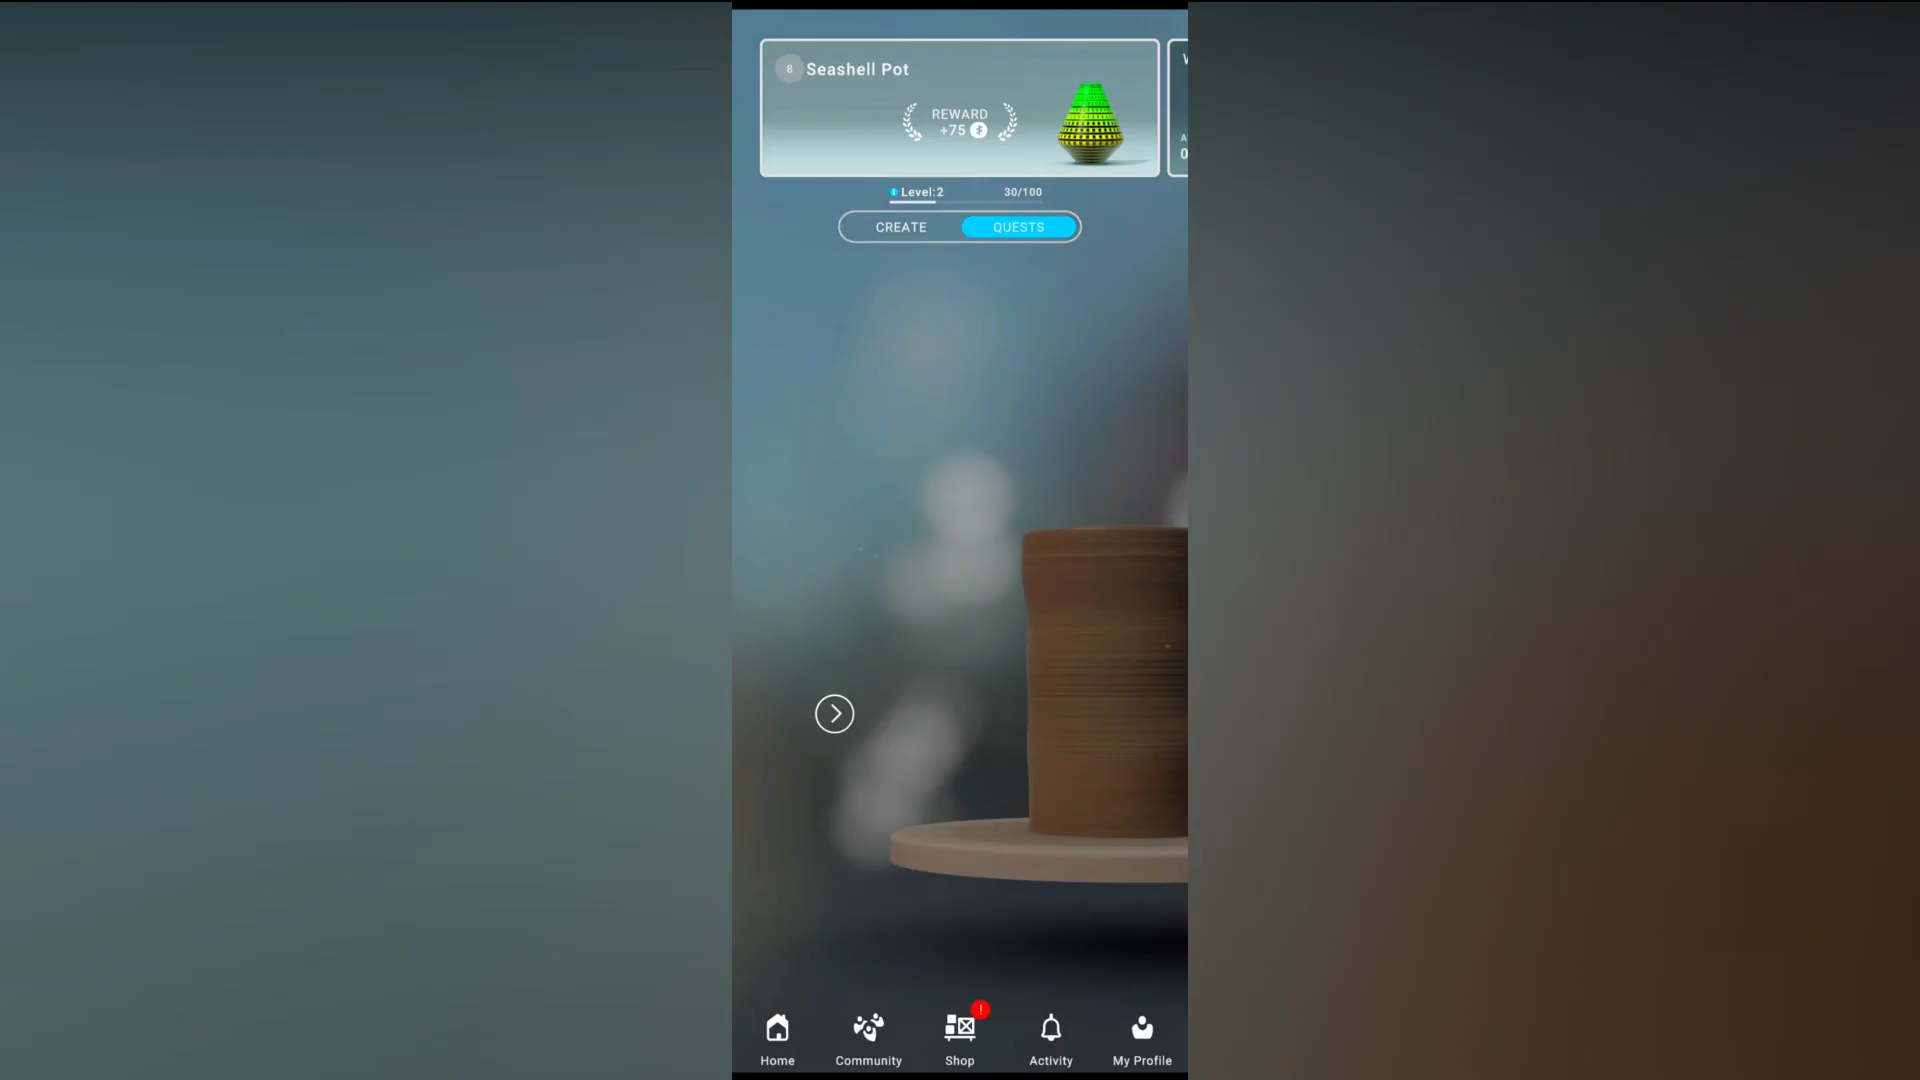 8 Seashell Pot
REWARD
+75
Level:2 30/100
CREATE QUESTS
!
Home Community Shop Activity My Profile